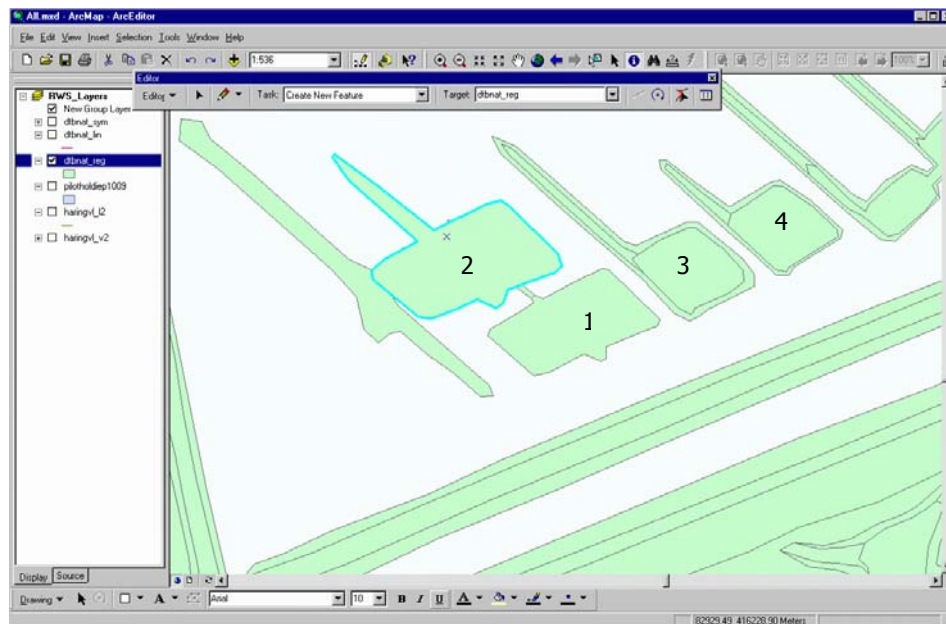 All.mxd - ArcMap - ArcEditor
File Edit View Insert Selection Tools Window Help
1:536
100%
Editor
Editor Task: Create New Feature Target: dtbnat_reg
RWS_Layers
New Group Layer
dtbnat_sym
dtbnat_lin
dtbnat_reg
pilotholdiep1009
haringvl_l2
haringvl_v2
2
1
3
4
Display Source
Drawing A Arial 10 B I U A
82929.49 416228.90 Meters